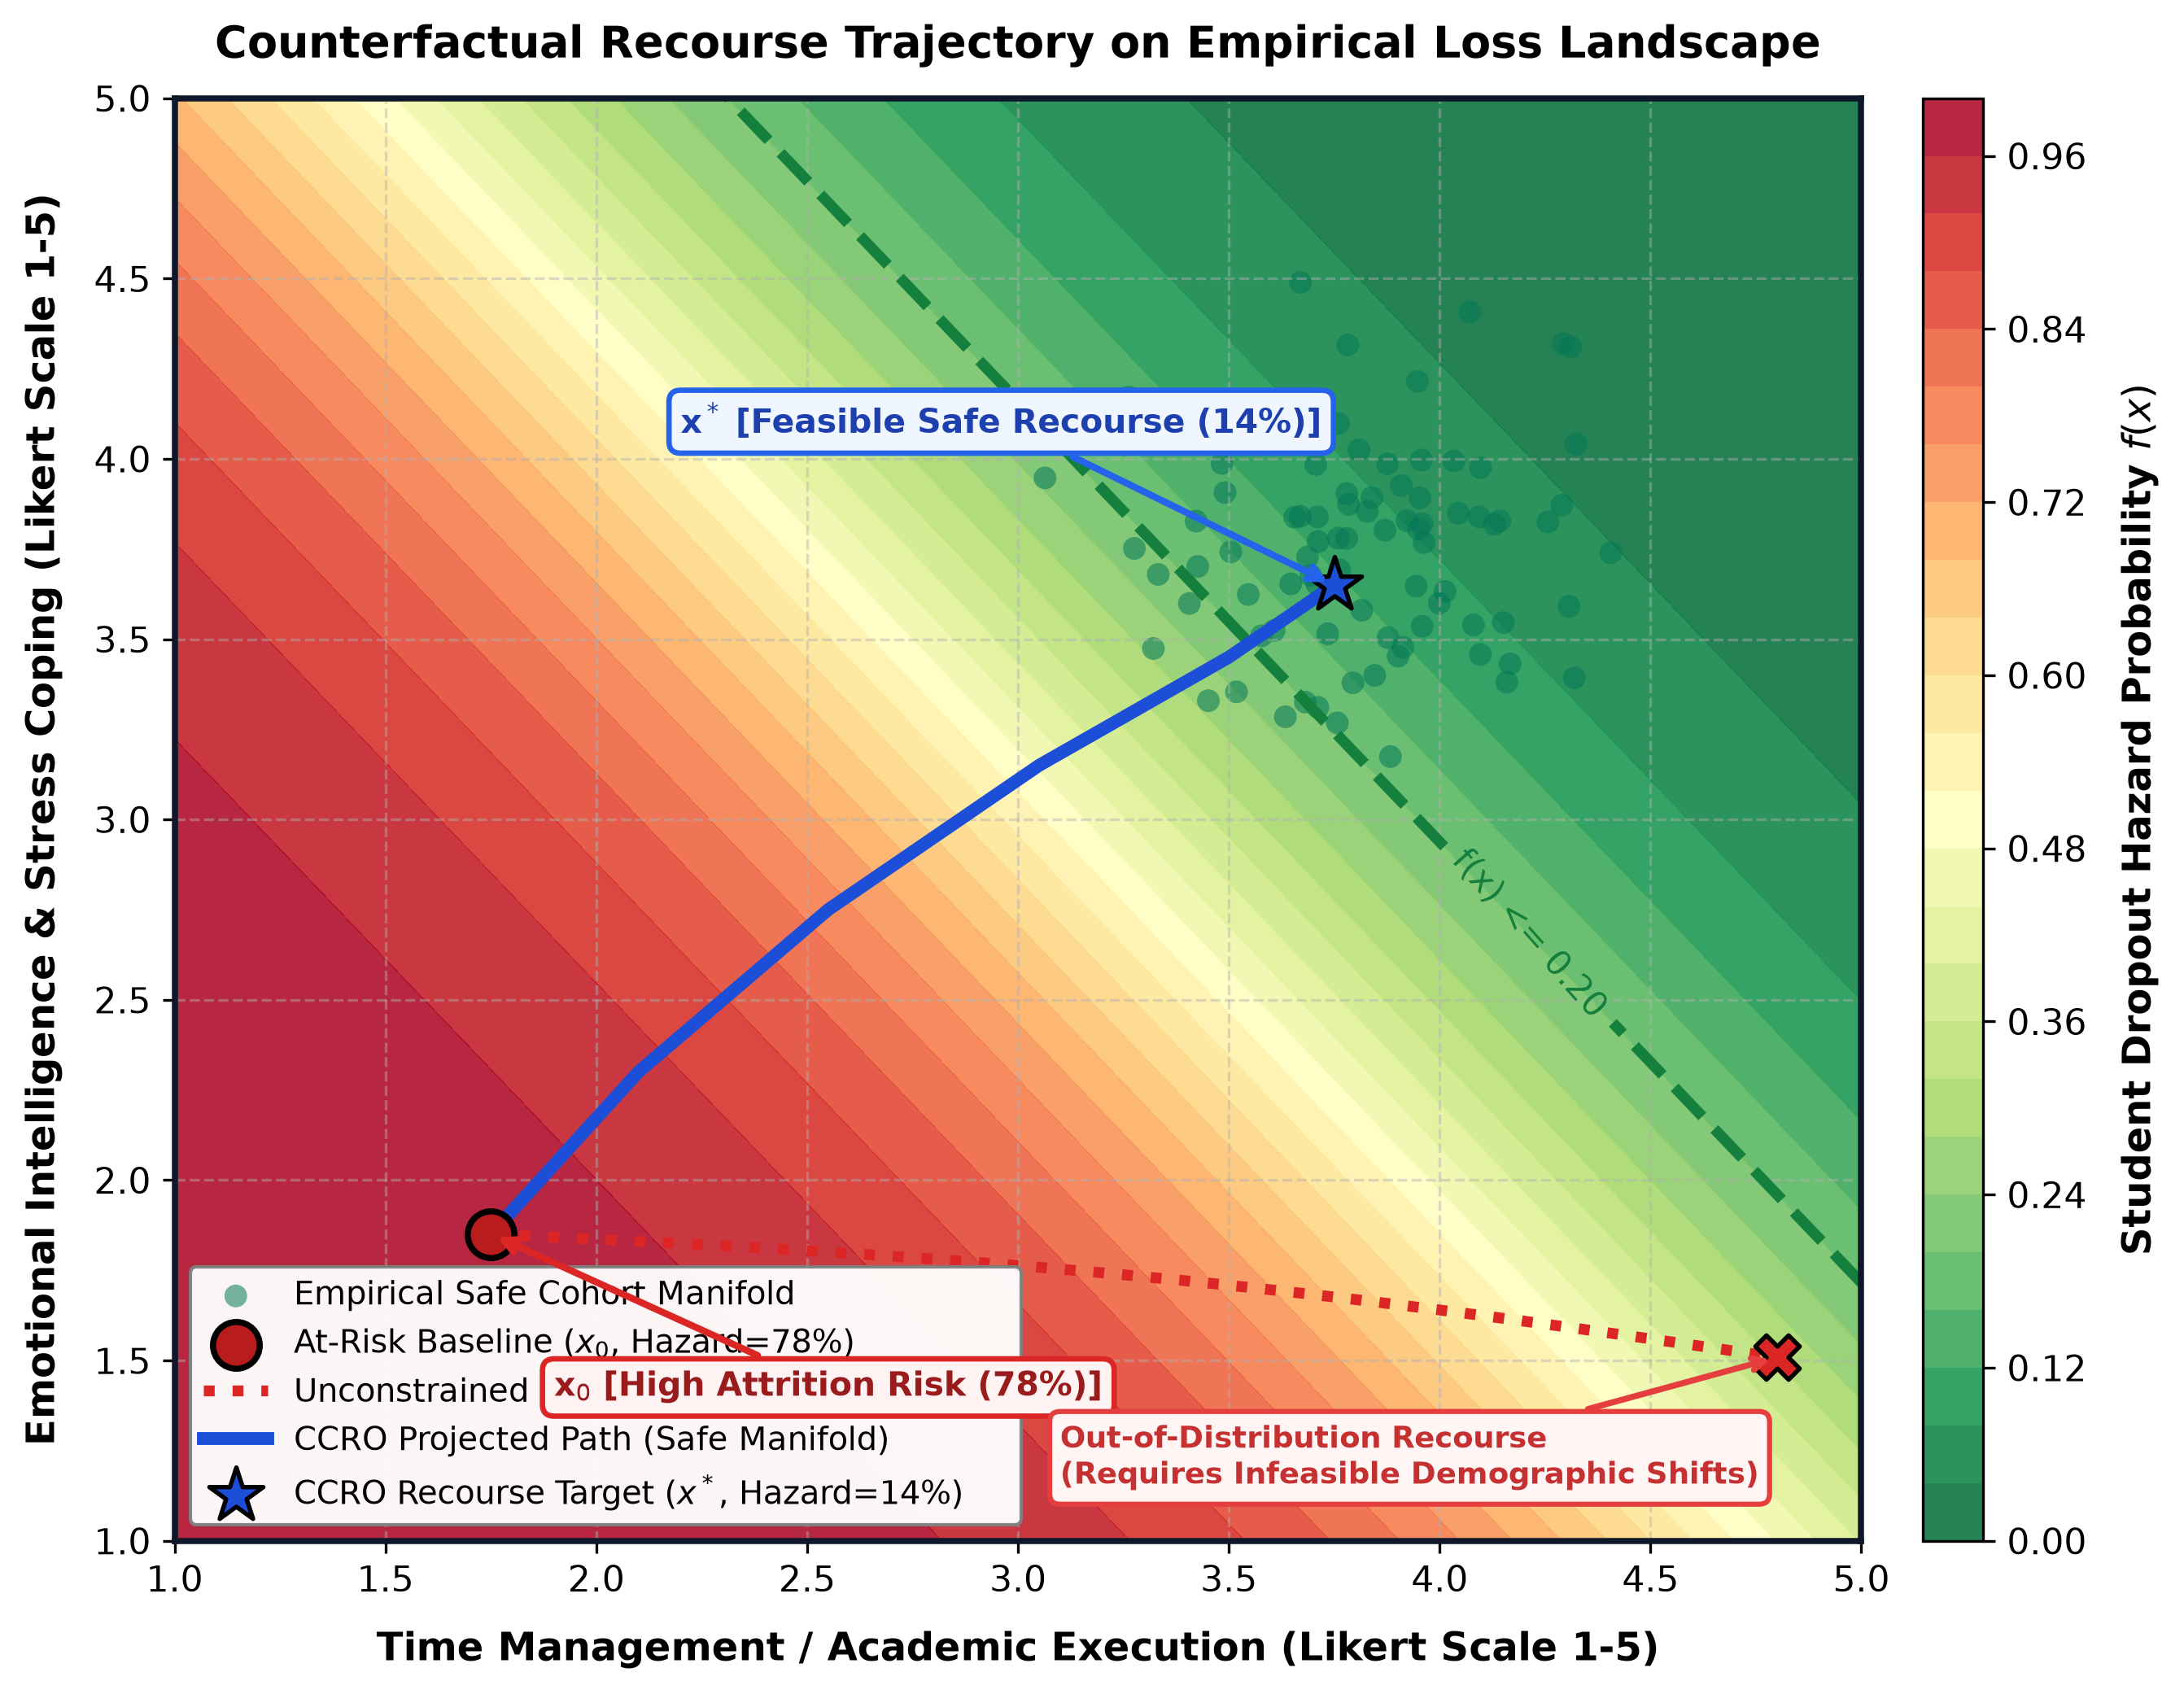 Counterfactual Recourse Trajectory on Empirical Loss Landscape
Emotional Intelligence & Stress Coping (Likert Scale 1-5)
5.0
4.5
4.0
3.5
3.0
2.5
2.0
1.5
1.0
x* [Feasible Safe Recourse (14%)]
f(x) <= 0.20
Empirical Safe Cohort Manifold
At-Risk Baseline (x₀, Hazard=78%)
Unconstrained
CCRO Projected Path (Safe Manifold)
CCRO Recourse Target (x*, Hazard=14%)
x₀ [High Attrition Risk (78%)]
Out-of-Distribution Recourse
(Requires Infeasible Demographic Shifts)
1.0 1.5 2.0 2.5 3.0 3.5 4.0 4.5 5.0
Time Management / Academic Execution (Likert Scale 1-5)
0.96
0.84
0.72
0.60
0.48
0.36
0.24
0.12
0.00
Student Dropout Hazard Probability f(x)